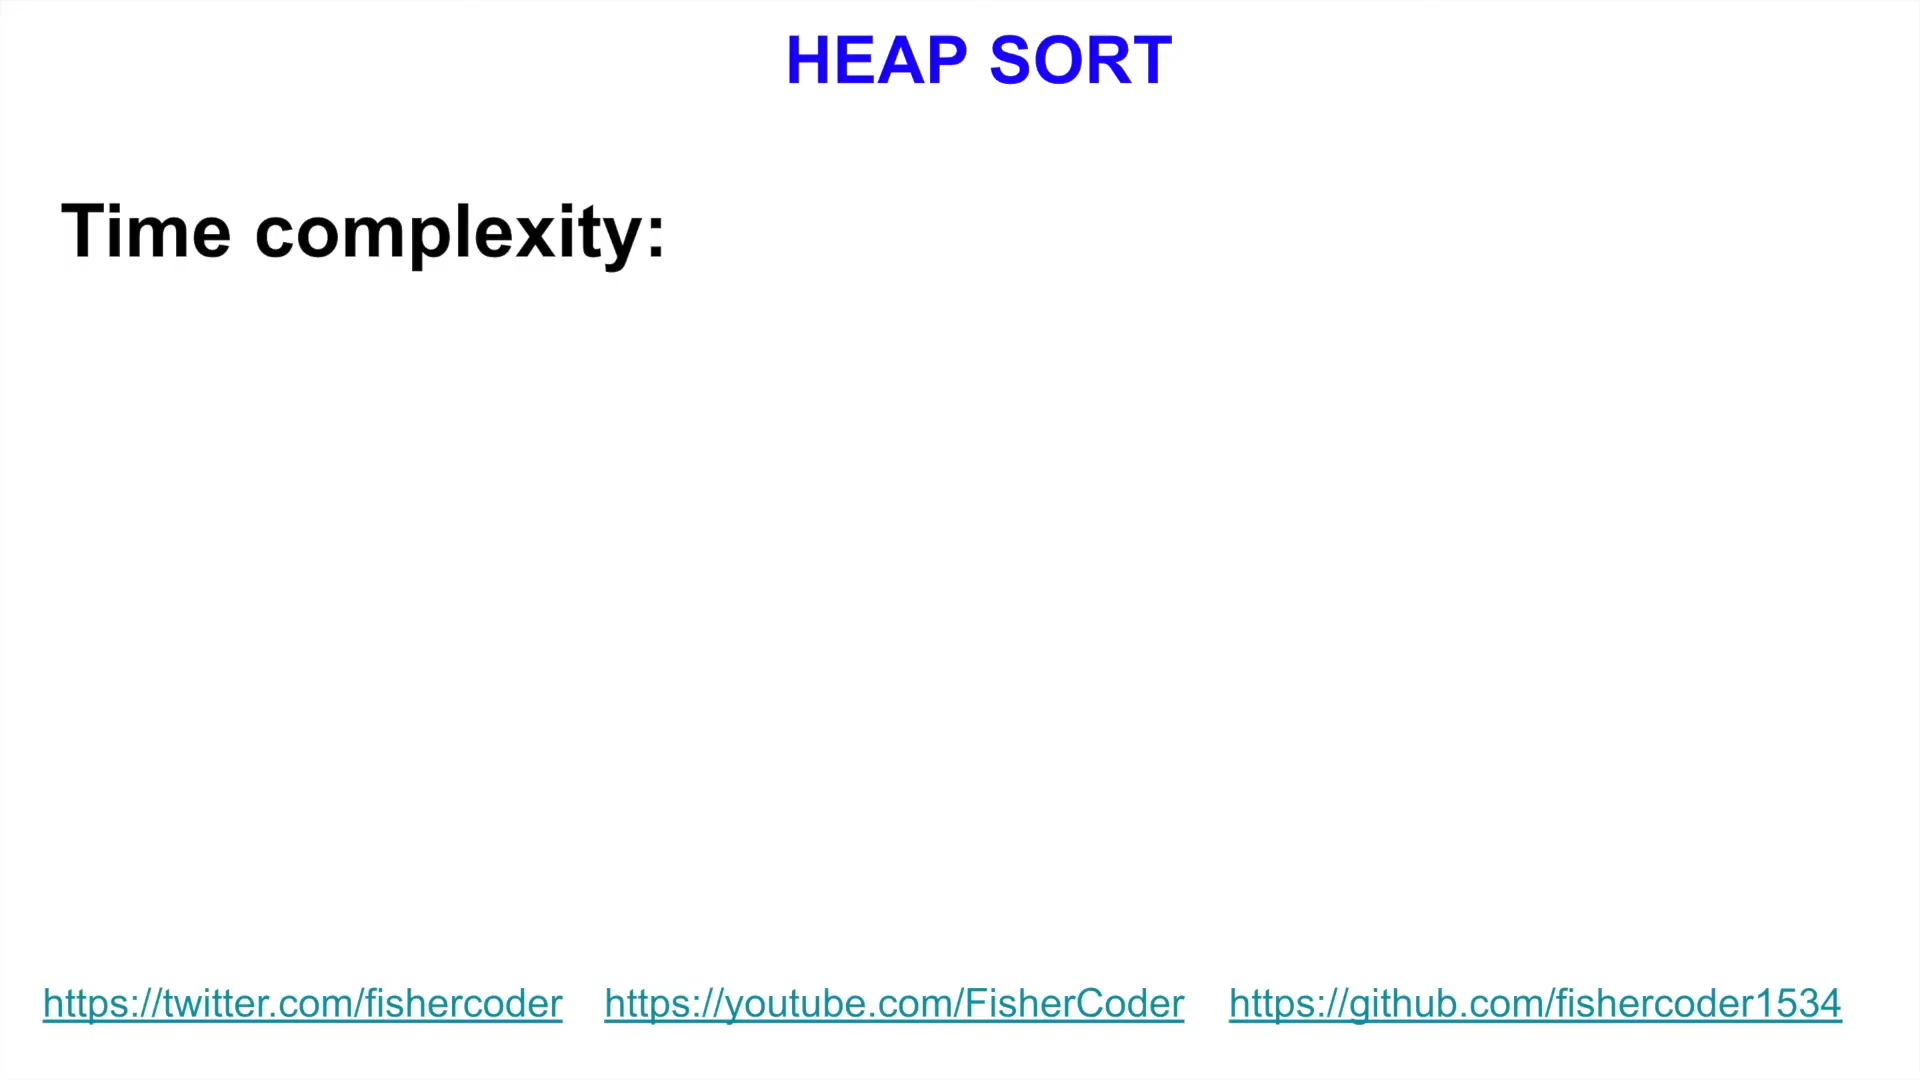 HEAP SORT
Time complexity:
https://twitter.com/fishercoder https://youtube.com/FisherCoder https://github.com/fishercoder1534